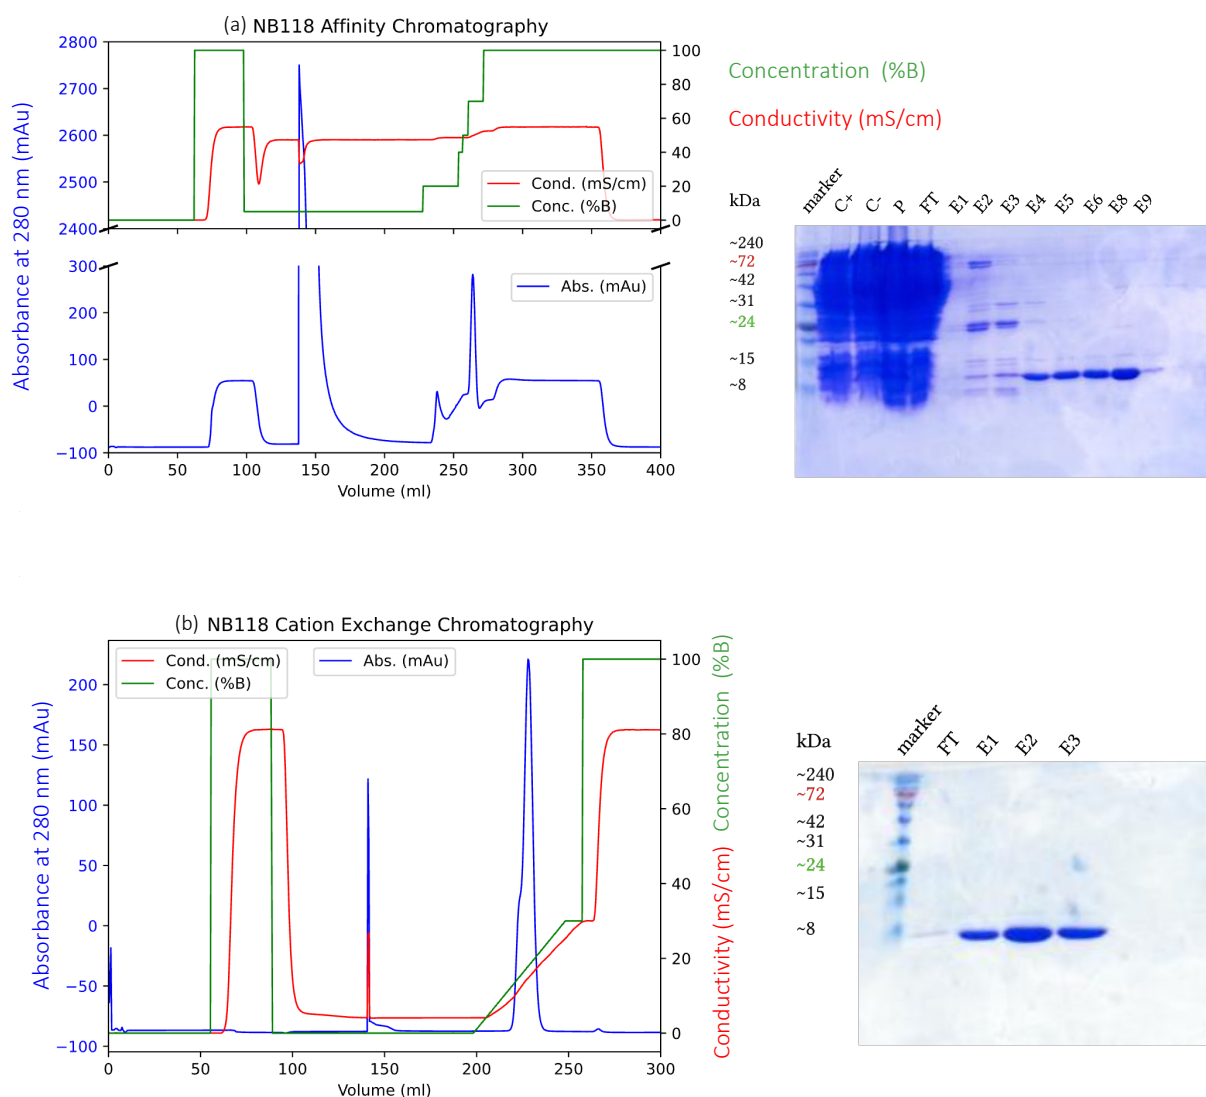 (a) NB118 Affinity Chromatography
2800
2700
2600
2500
2400
300
200
100
0
−100
Absorbance at 280 nm (mAu)
100
80
60
40
20
0
Cond. (mS/cm)
Conc. (%B)
Abs. (mAu)
0 50 100 150 200 250 300 350 400
Volume (ml)
Concentration (%B)
Conductivity (mS/cm)
kDa
marker C+ C- P FT E1 E2 E3 E4 E5 E6 E8 E9
~240
~72
~42
~31
~24
~15
~8
(b) NB118 Cation Exchange Chromatography
Cond. (mS/cm)
Conc. (%B)
Abs. (mAu)
200
150
100
50
0
−50
−100
Absorbance at 280 nm (mAu)
100
80
60
40
20
0
Conductivity (mS/cm) Concentration (%B)
0 50 100 150 200 250 300
Volume (ml)
kDa
marker FT E1 E2 E3
~240
~72
~42
~31
~24
~15
~8